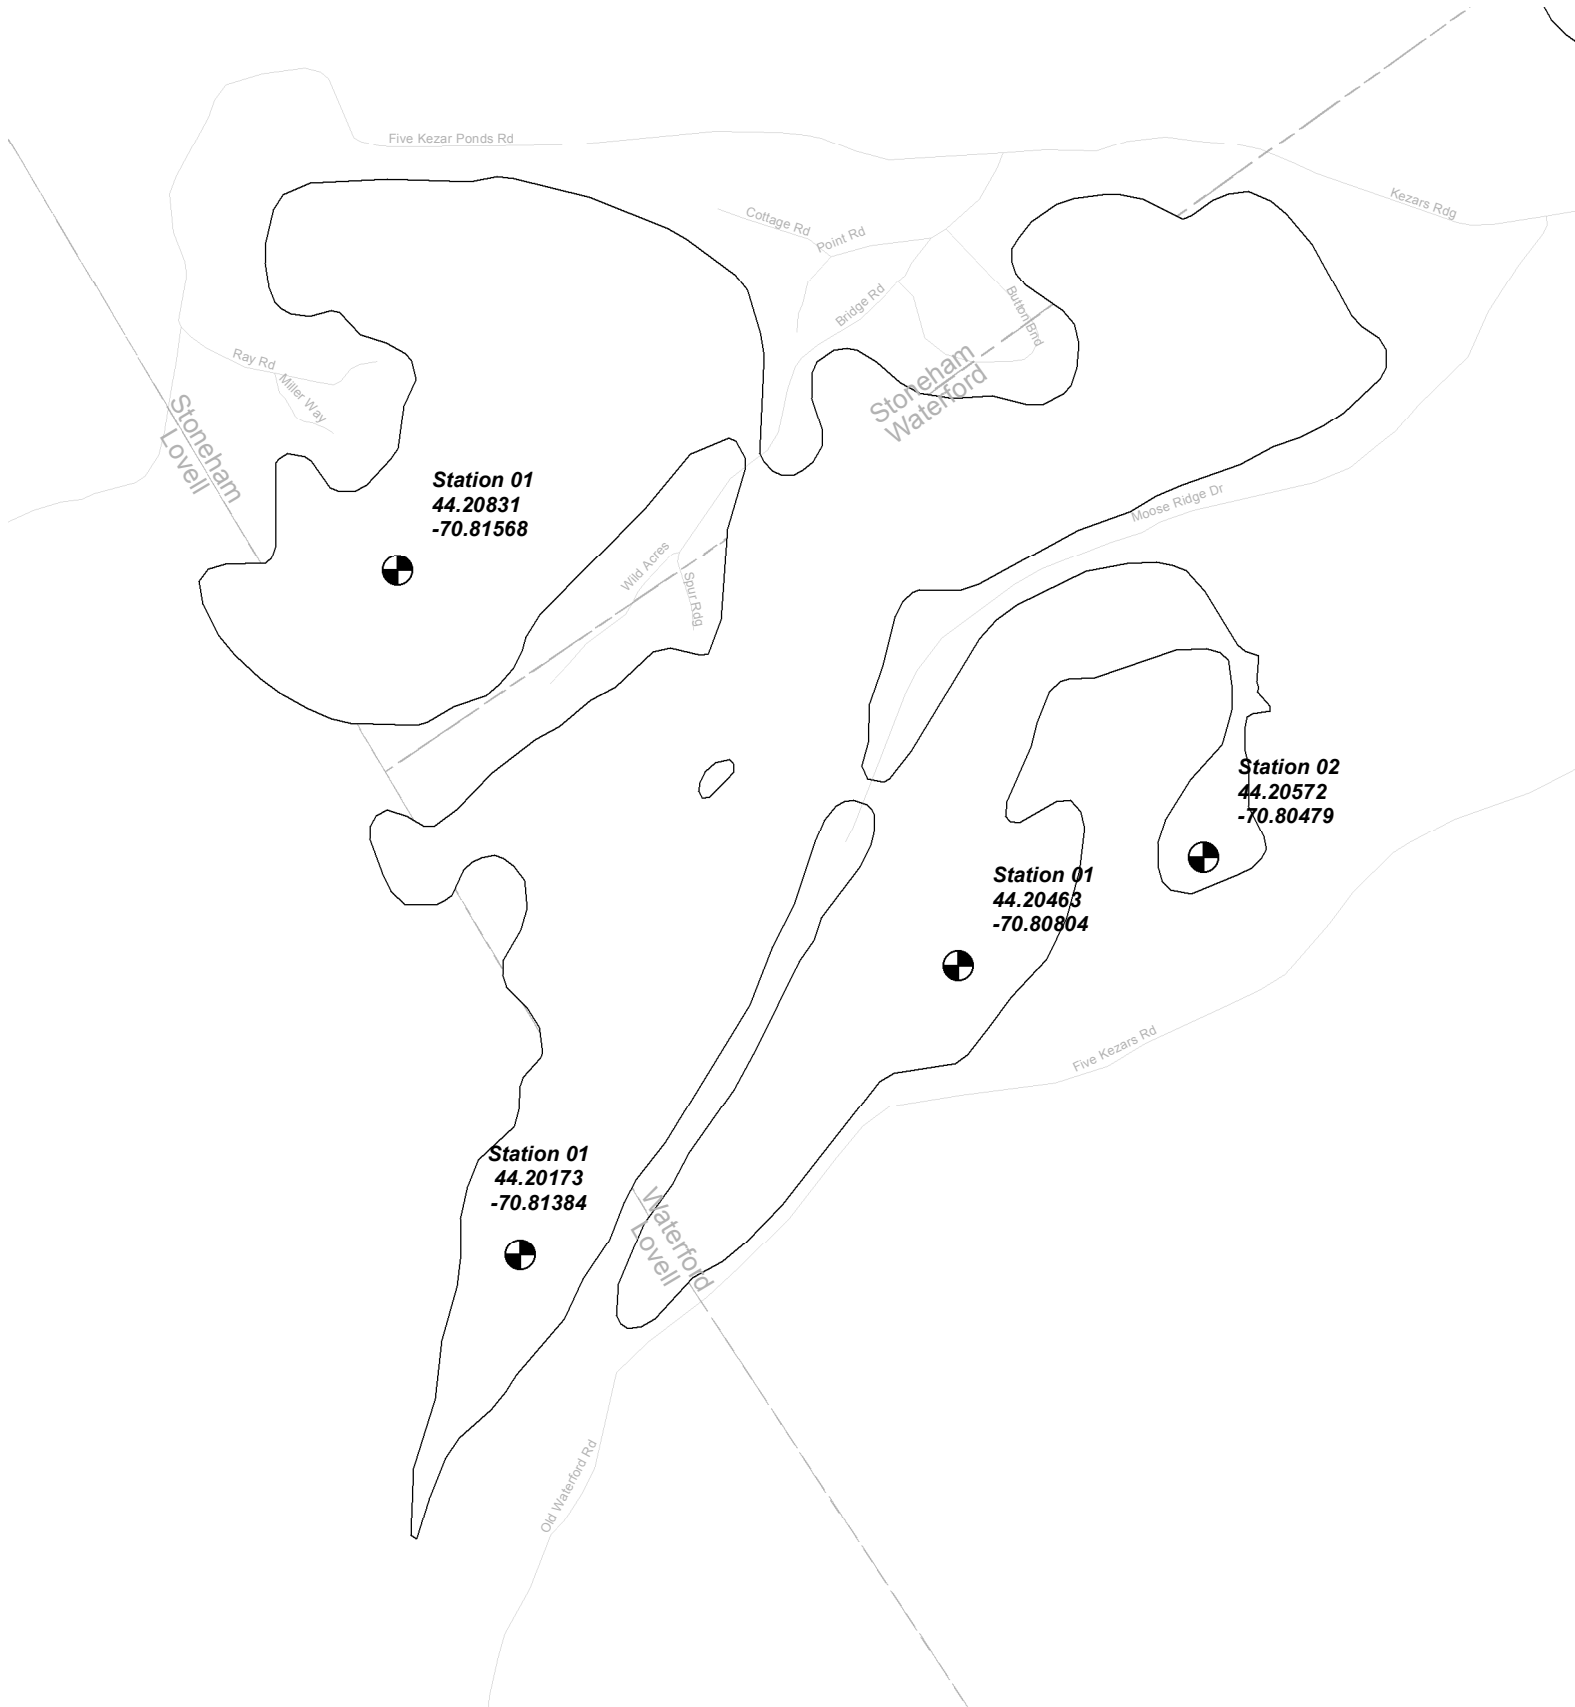 Five Kezar Ponds Rd
Kezars Rdg
Cottage Rd
Point Rd
Bridge Rd
Button Bnd
Ray Rd
Miller Way
Stoneham
Lovell
Stoneham
Waterford
Station 01
44.20831
-70.81568
Moose Ridge Dr
Wild Acres
Spur Rdg
Station 02
44.20572
-70.80479
Station 01
44.20463
-70.80804
Five Kezars Rd
Station 01
44.20173
-70.81384
Waterford
Lovell
Old Waterford Rd